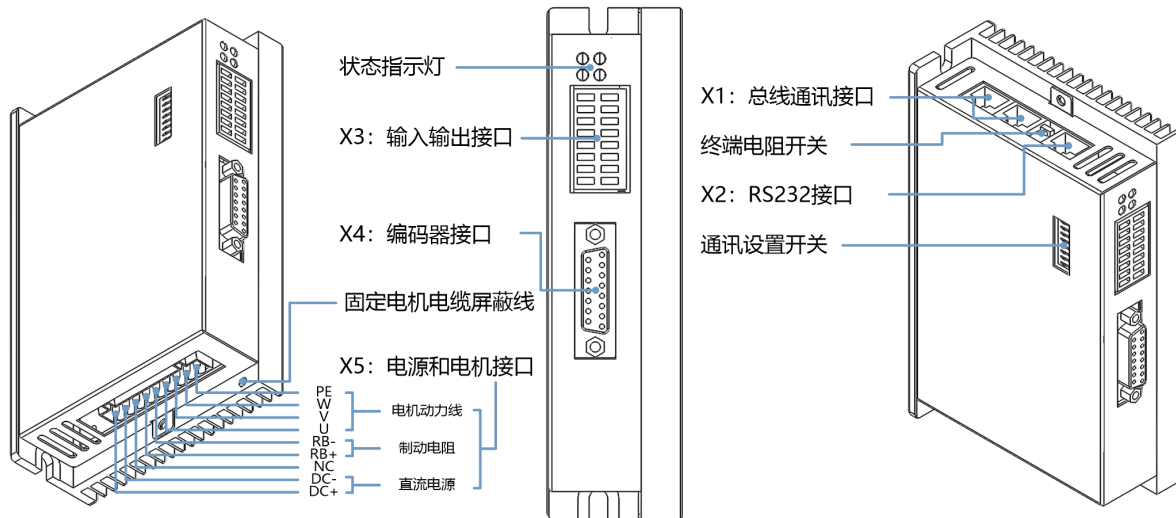 状态指示灯
X3：输入输出接口
X4：编码器接口
固定电机电缆屏蔽线
X5：电源和电机接口
PE
W
V
U
电机动力线
RB-
RB+
制动电阻
NC
DC-
DC+
直流电源
X1：总线通讯接口
终端电阻开关
X2：RS232接口
通讯设置开关